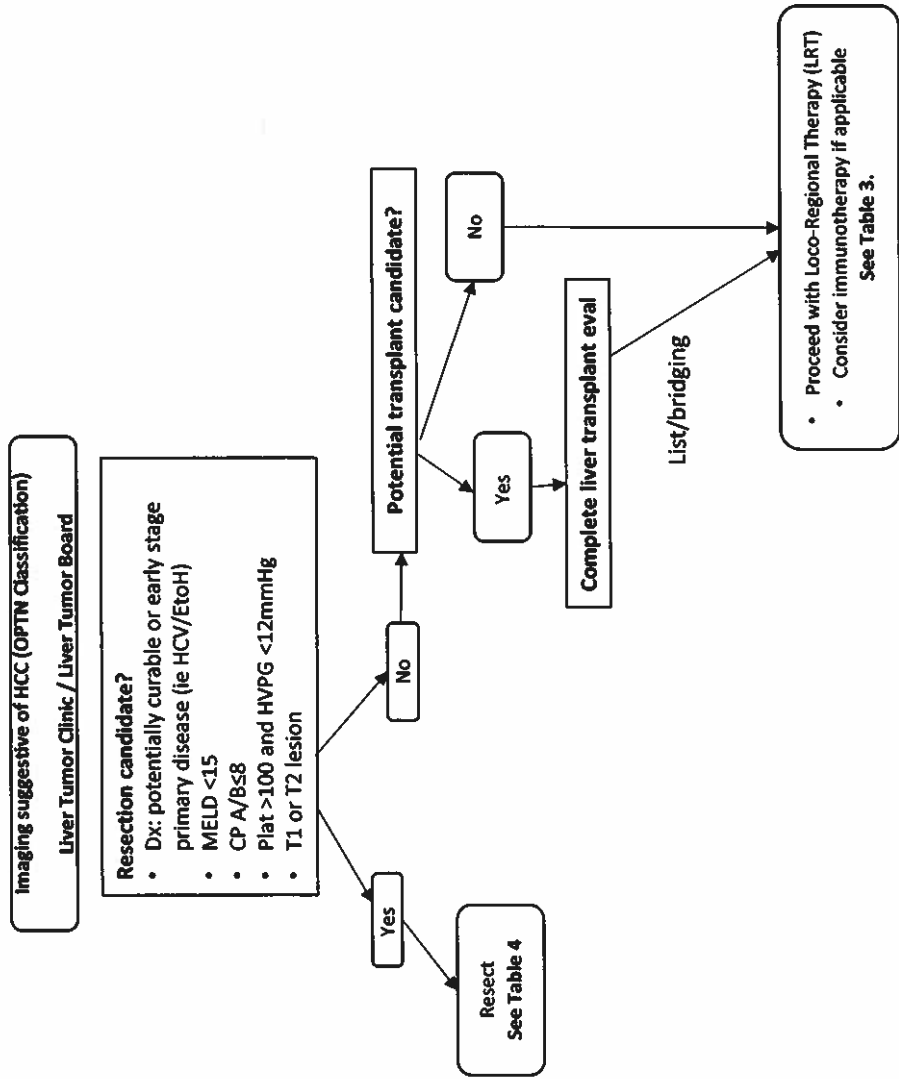 Imaging suggestive of HCC (OPTN Classification)
Liver Tumor Clinic / Liver Tumor Board
Resection candidate?
• Dx: potentially curable or early stage
primary disease (ie HCV/EtoH)
• MELD <15
• CP A/B≤8
• Plat >100 and HVPG <12mmHg
• T1 or T2 lesion
Yes
No
Resect
See Table 4
Potential transplant candidate?
Yes
No
Complete liver transplant eval
List/bridging
• Proceed with Loco-Regional Therapy (LRT)
• Consider immunotherapy if applicable
See Table 3.